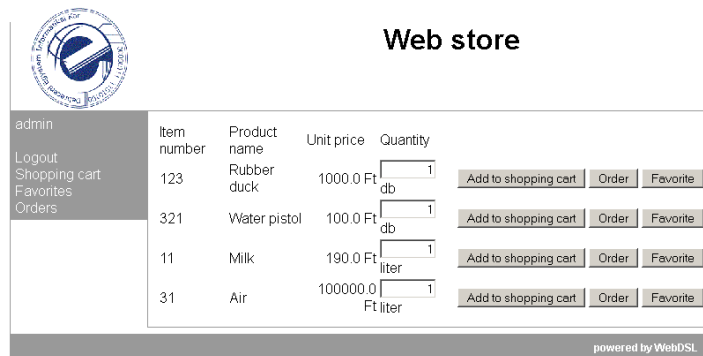 Web store
admin
Logout
Shopping cart
Favorites
Orders
Item number Product name Unit price Quantity
123 Rubber duck 1000.0 Ft 1 db Add to shopping cart Order Favorite
321 Water pistol 100.0 Ft 1 db Add to shopping cart Order Favorite
11 Milk 190.0 Ft 1 liter Add to shopping cart Order Favorite
31 Air 100000.0 Ft 1 liter Add to shopping cart Order Favorite
powered by WebDSL